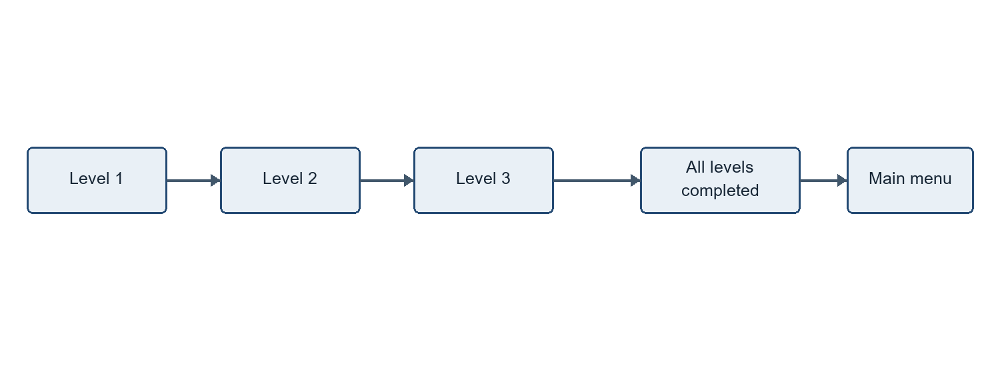 Level 1
Level 2
Level 3
All levels
completed
Main menu